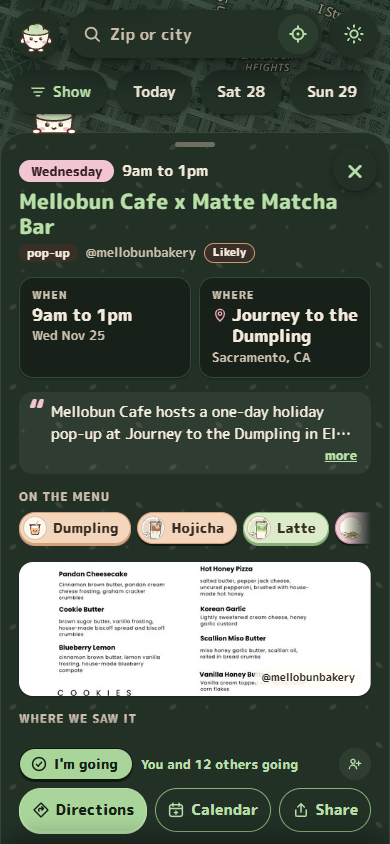 I St
HEIGHTS
Zip or city
Show
Today
Sat 28
Sun 29
Wednesday
9am to 1pm
Mellobun Cafe x Matte Matcha
Bar
pop-up
@mellobunbakery
Likely
WHEN
9am to 1pm
Wed Nov 25
WHERE
Journey to the
Dumpling
Sacramento, CA
Mellobun Cafe hosts a one-day holiday
pop-up at Journey to the Dumpling in El···
more
ON THE MENU
Dumpling
Hojicha
Latte
Pandan Cheesecake
Cinnamon brown butter, pandan cream
cheese frosting, graham cracker
crumbles
Cookie Butter
brown sugar butter, vanilla frosting,
house-made biscoff spread and biscoff
crumbles
Blueberry Lemon
cinnamon brown butter, lemon vanilla
frosting, house-made blueberry
compote
COOKIES
Hot Honey Pizza
salted butter, pepper jack cheese,
uncured pepperoni, brushed with house-
made hot honey
Korean Garlic
Lightly sweetened cream cheese, honey
garlic custard
Scallion Miso Butter
miso honey garlic butter, scallion oil,
rolled in bread crumbs
Vanilla Honey Bu
Vanilla cream
corn flakes
@mellobunbakery
WHERE WE SAW IT
I'm going
You and 12 others going
Directions
Calendar
Share